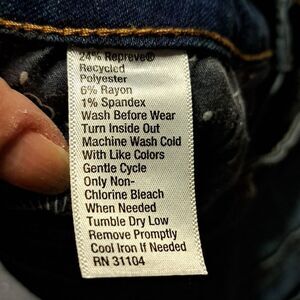 24% Repreve®
Recycled
Polyester
6% Rayon
1% Spandex
Wash Before Wear
Turn Inside Out
Machine Wash Cold
With Like Colors
Gentle Cycle
Only Non-
Chlorine Bleach
When Needed
Tumble Dry Low
Remove Promptly
Cool Iron If Needed
RN 31104